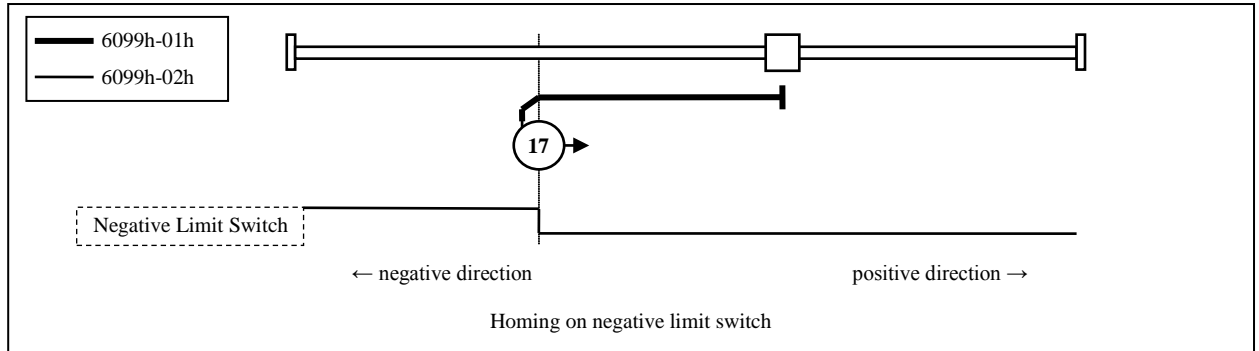 6099h-01h
6099h-02h
17
Negative Limit Switch
← negative direction
positive direction →
Homing on negative limit switch